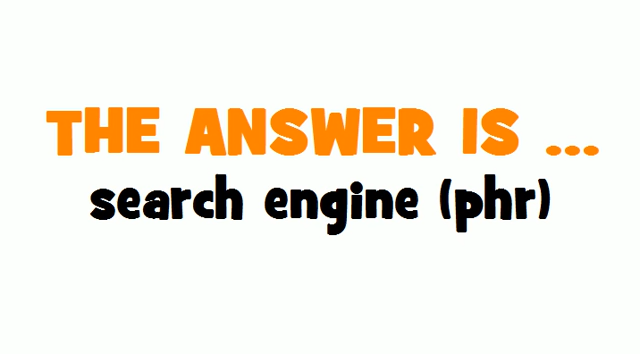 THE ANSWER IS ...
search engine (phr)